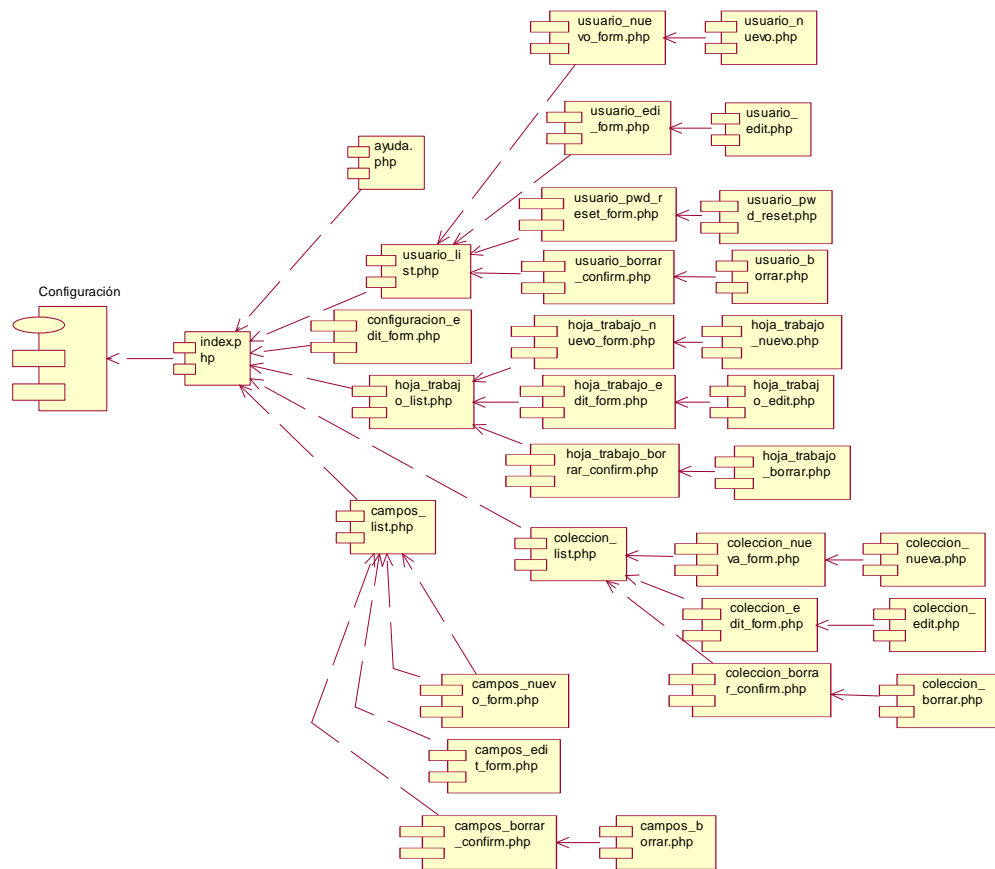 usuario_nue
vo_form.php
usuario_n
uevo.php
usuario_edi
_form.php
usuario_
edit.php
ayuda.
php
usuario_pwd_r
eset_form.php
usuario_pw
d_reset.php
usuario_li
st.php
usuario_borrar
_confirm.php
usuario_b
orrar.php
Configuración
index.p
hp
configuracion_e
dit_form.php
hoja_trabajo_n
uevo_form.php
hoja_trabajo
_nuevo.php
hoja_trabaj
o_list.php
hoja_trabajo_e
dit_form.php
hoja_trabaj
o_edit.php
hoja_trabajo_bor
rar_confirm.php
hoja_trabajo
_borrar.php
campos_
list.php
coleccion_
list.php
coleccion_nue
va_form.php
coleccion_
nueva.php
coleccion_e
dit_form.php
coleccion_
edit.php
coleccion_borra
r_confirm.php
coleccion_
borrar.php
campos_nuev
o_form.php
campos_edi
t_form.php
campos_borrar
_confirm.php
campos_b
orrar.php